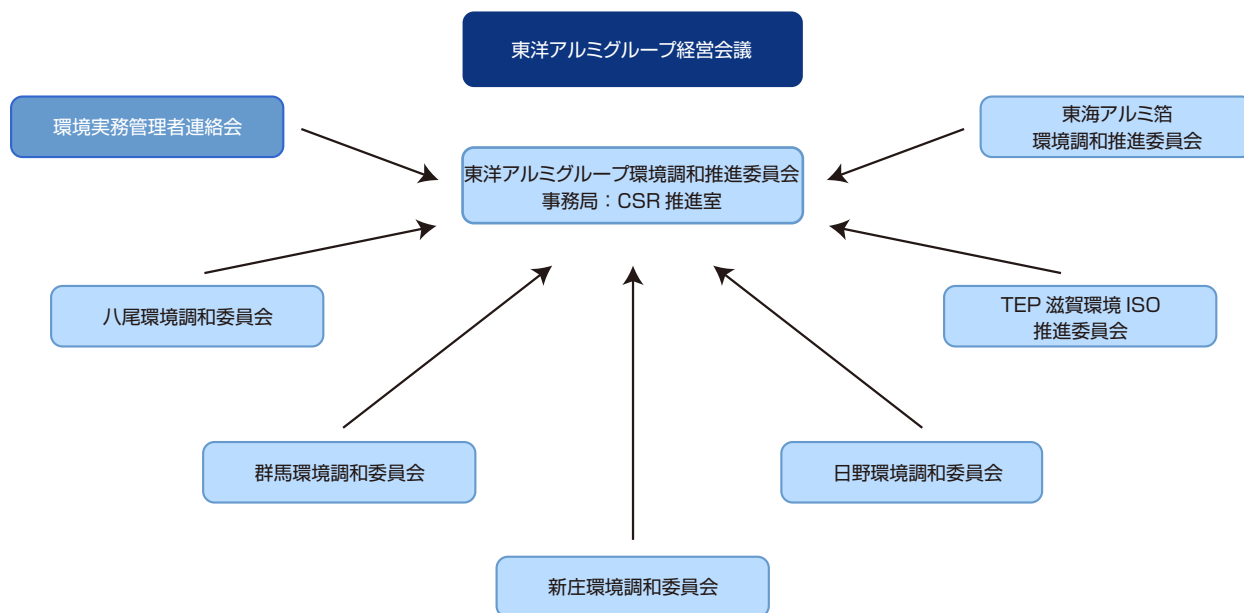 東洋アルミグループ経営会議
環境実務管理者連絡会
東海アルミ箔
環境調和推進委員会
東洋アルミグループ環境調和推進委員会
事務局：CSR 推進室
八尾環境調和委員会
TEP 滋賀環境 ISO
推進委員会
群馬環境調和委員会
日野環境調和委員会
新庄環境調和委員会